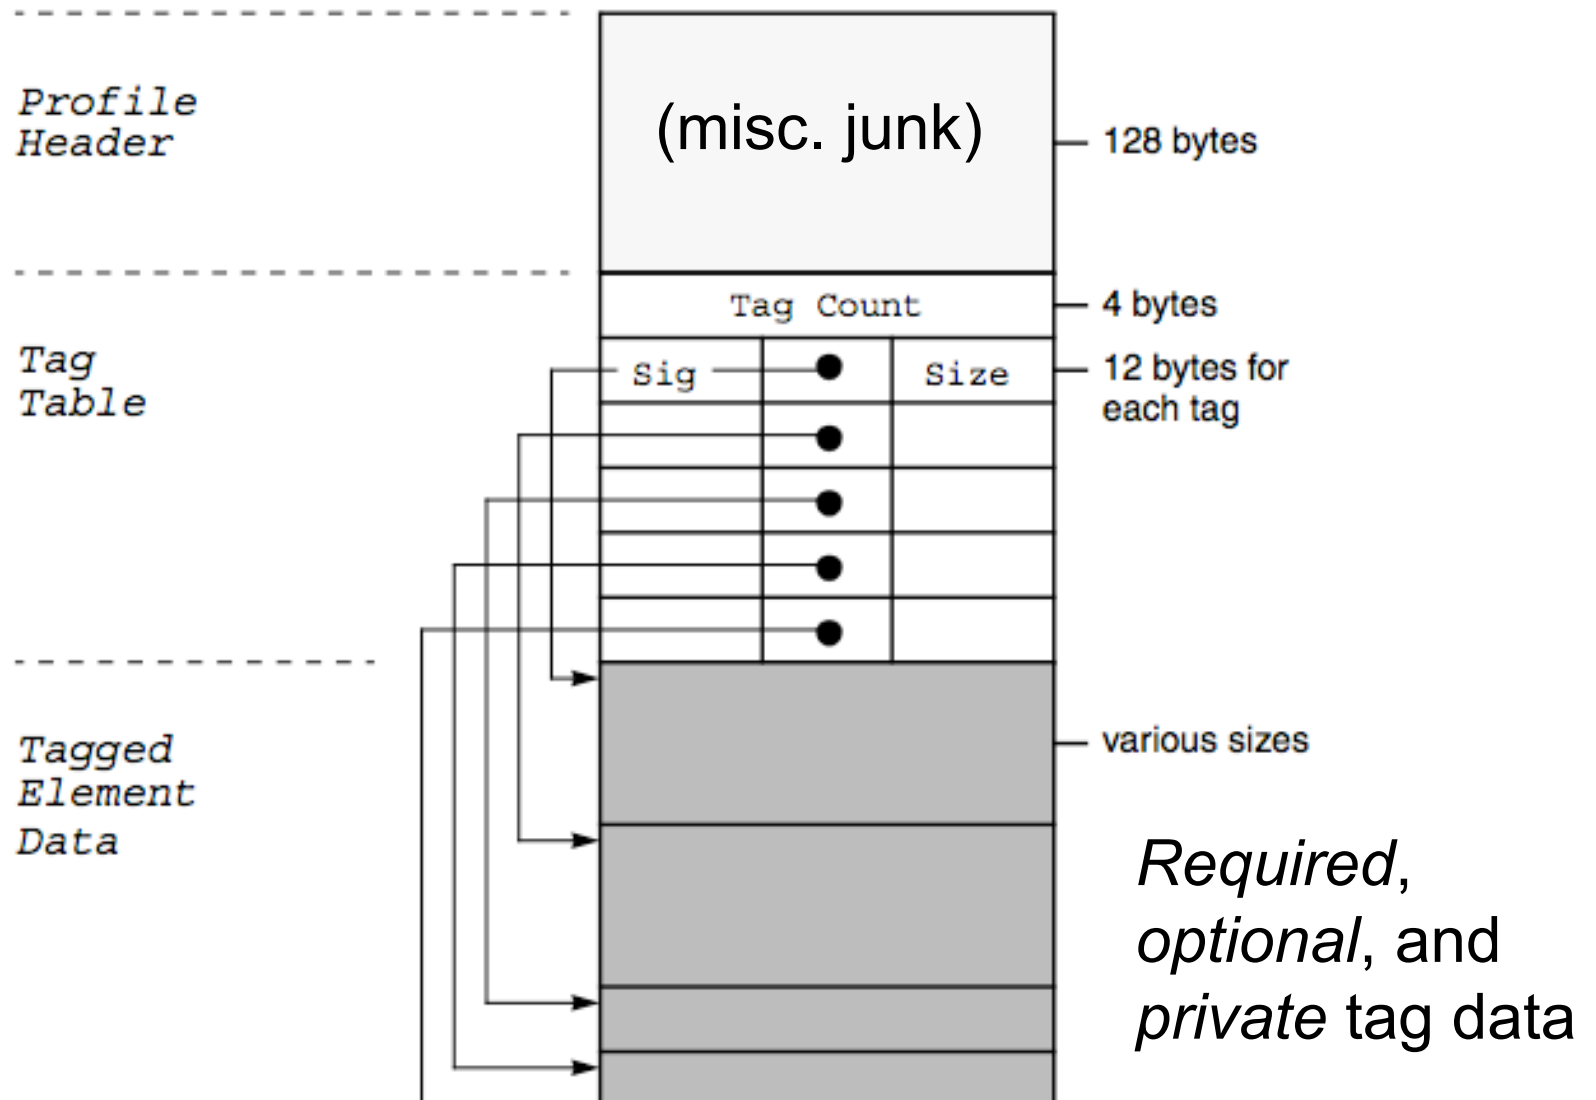 Profile
Header
(misc. junk)
128 bytes
Tag Count
4 bytes
Tag
Table
Sig
Size
12 bytes for
each tag
Tagged
Element
Data
various sizes
Required,
optional, and
private tag data